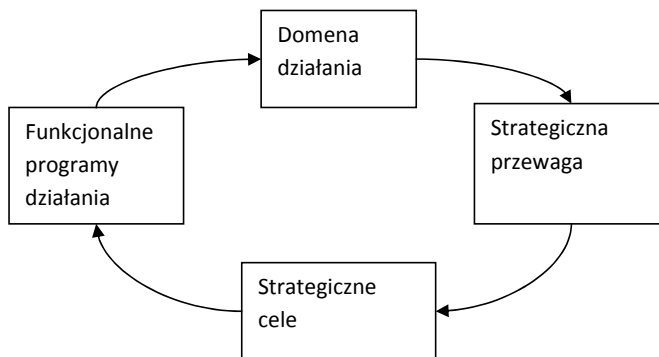 Domena
działania
Funkcjonalne
programy
działania
Strategiczna
przewaga
Strategiczne
cele